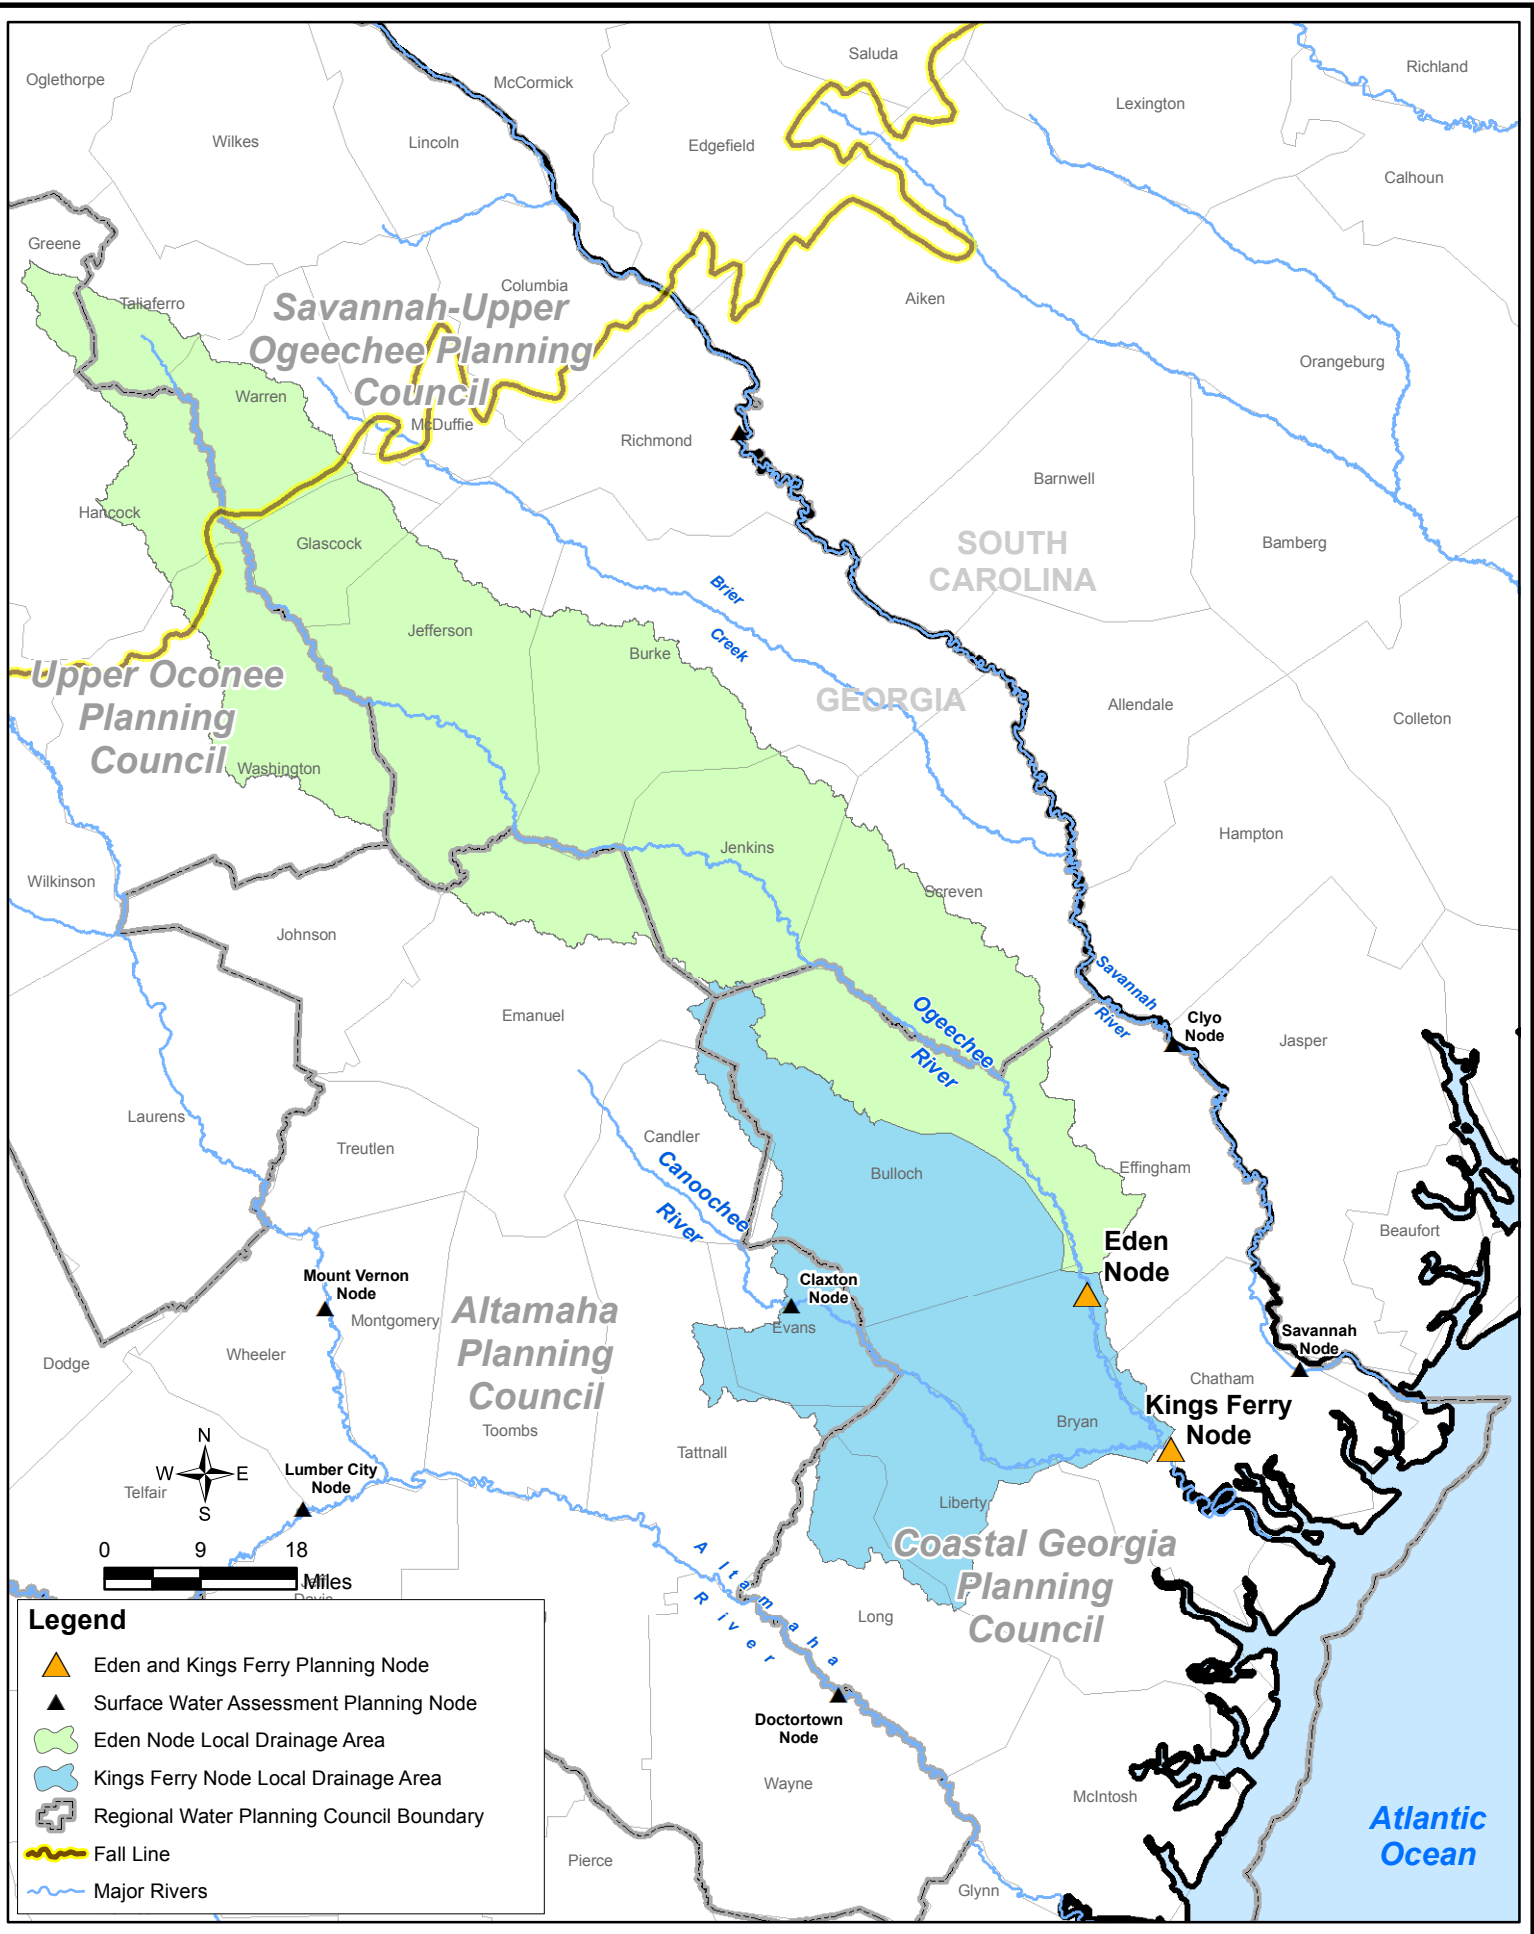 Saluda
Richland
Oglethorpe
McCormick
Lexington
Wilkes
Lincoln
Edgefield
Calhoun
Greene
Taliaferro
Columbia
Aiken
Savannah-Upper
Ogeechee Planning
Council
Orangeburg
Warren
McDuffie
Richmond
Barnwell
Hancock
Glascock
SOUTH
CAROLINA
Bamberg
Brier
Creek
Jefferson
Burke
GEORGIA
Upper Oconee
Planning
Council
Allendale
Colleton
Washington
Hampton
Jenkins
Wilkinson
Screven
Johnson
Savannah
River
Emanuel
Ogeechee
River
Clyo
Node
Jasper
Laurens
Treutlen
Candler
Canoochee
River
Bulloch
Effingham
Beaufort
Eden
Node
Mount Vernon
Node
Montgomery
Claxton
Node
Evans
Altamaha
Planning
Council
Savannah
Node
Dodge
Wheeler
Chatham
Kings Ferry
Node
Bryan
Toombs
Tattnall
N
W
E
S
Lumber City
Node
Telfair
Liberty
0 9 18
Miles
Jeff
Davis
Coastal Georgia
Planning
Council
Altamaha
River
Long
Legend
Eden and Kings Ferry Planning Node
Surface Water Assessment Planning Node
Eden Node Local Drainage Area
Kings Ferry Node Local Drainage Area
Regional Water Planning Council Boundary
Fall Line
Major Rivers
Doctortown
Node
Wayne
McIntosh
Atlantic
Ocean
Pierce
Glynn